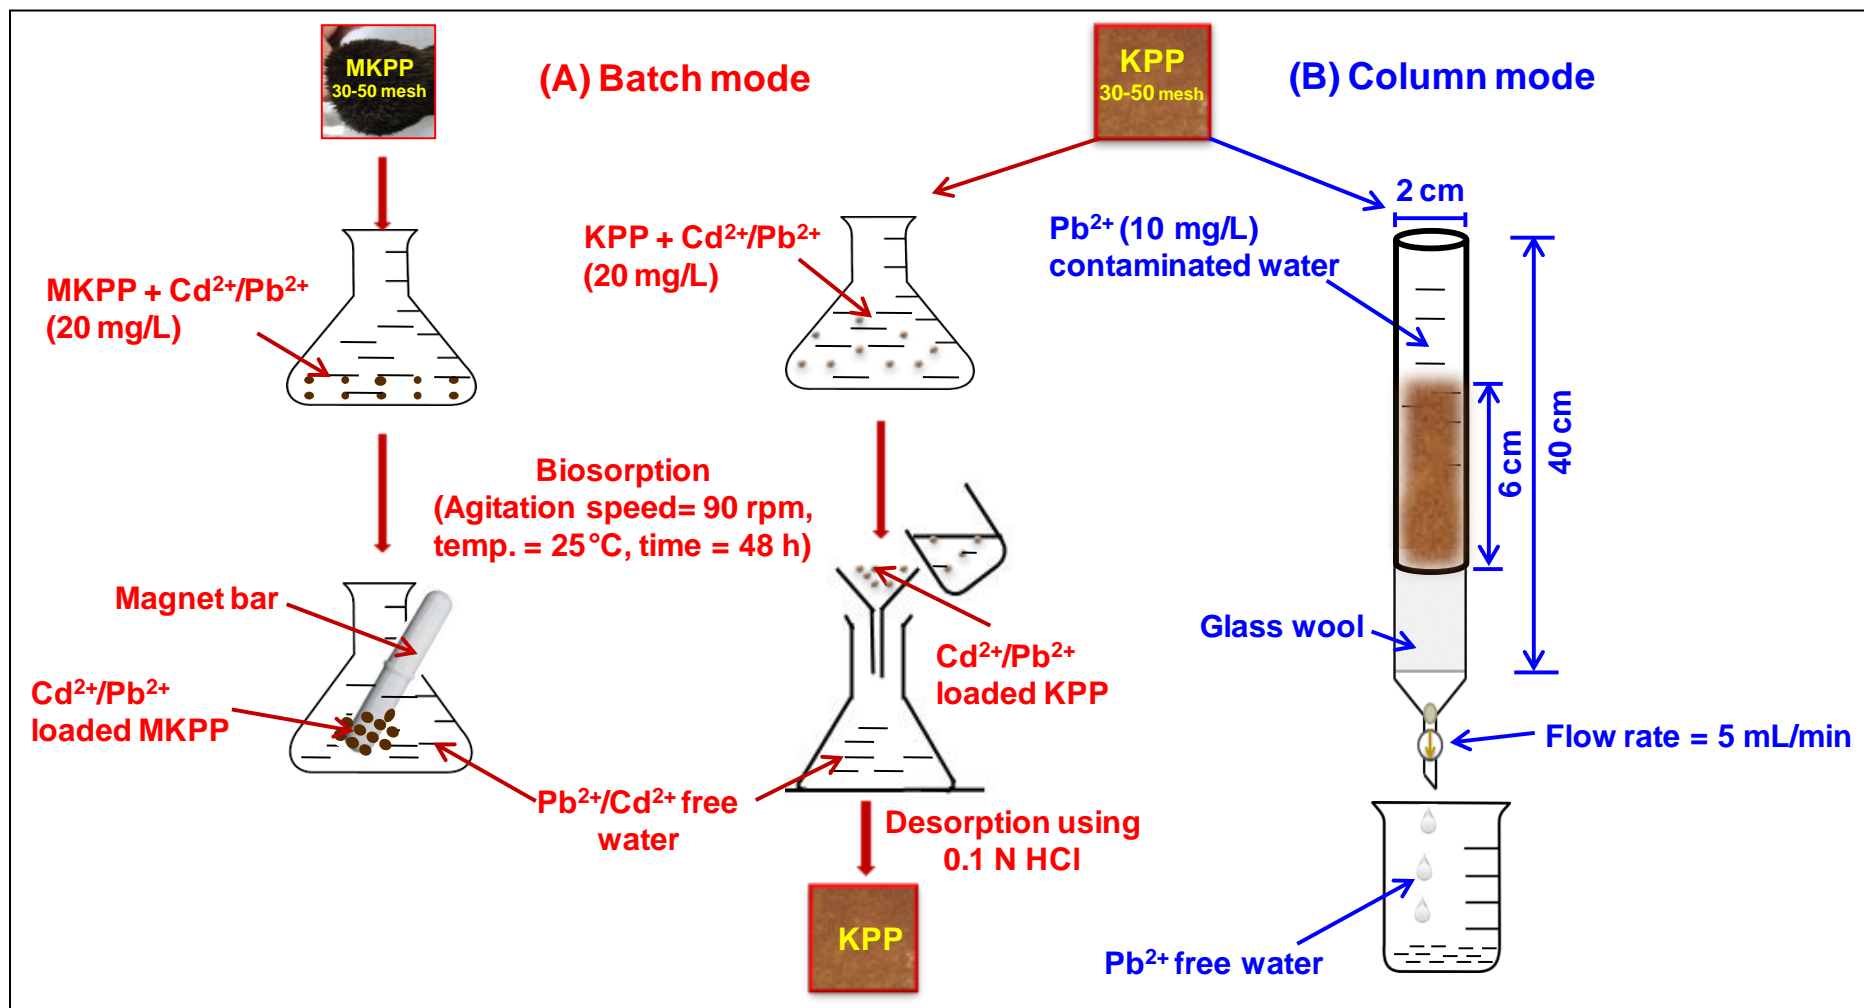 MKPP
30-50 mesh
(A) Batch mode
KPP
30-50 mesh
(B) Column mode
MKPP + Cd²⁺/Pb²⁺
(20 mg/L)
KPP + Cd²⁺/Pb²⁺
(20 mg/L)
Pb²⁺ (10 mg/L)
contaminated water
2 cm
40 cm
6 cm
Biosorption
(Agitation speed= 90 rpm,
temp. = 25°C, time = 48 h)
Magnet bar
Cd²⁺/Pb²⁺
loaded MKPP
Cd²⁺/Pb²⁺
loaded KPP
Pb²⁺/Cd²⁺ free
water
Desorption using
0.1 N HCl
KPP
Glass wool
Flow rate = 5 mL/min
Pb²⁺ free water